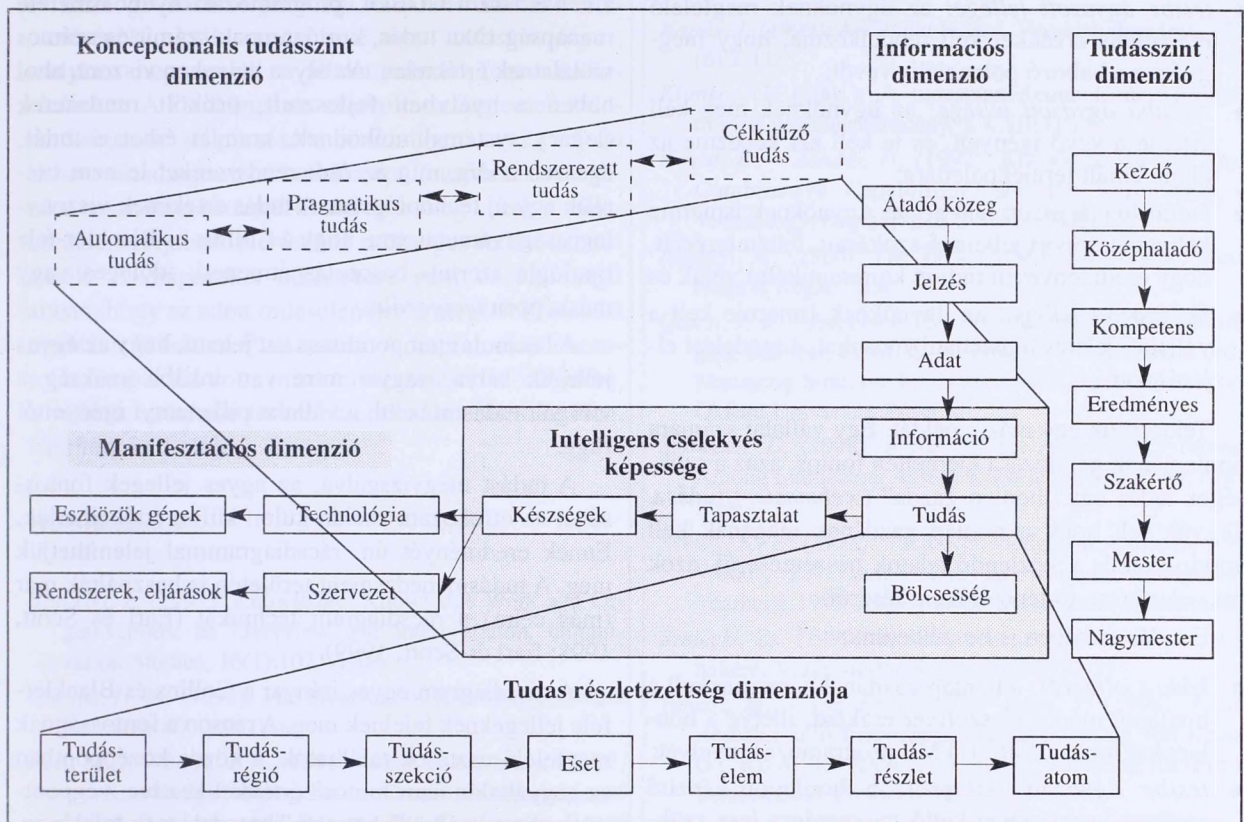 Koncepcionális tudásszint
dimenzió
Információs
dimenzió
Tudásszint
dimenzió
Célkitűző
tudás
Rendszerezett
tudás
Pragmatikus
tudás
Automatikus
tudás
Átadó közeg
Jelzés
Adat
Információ
Tudás
Bölcsesség
Kezdő
Középhaladó
Kompetens
Eredményes
Szakértő
Mester
Nagymester
Manifesztációs dimenzió
Intelligens cselekvés
képessége
Eszközök gépek
Technológia
Készségek
Tapasztalat
Rendszerek, eljárások
Szervezet
Tudás részletezettség dimenziója
Tudás-
terület
Tudás-
régió
Tudás-
szekció
Eset
Tudás-
elem
Tudás-
részlet
Tudás-
atom